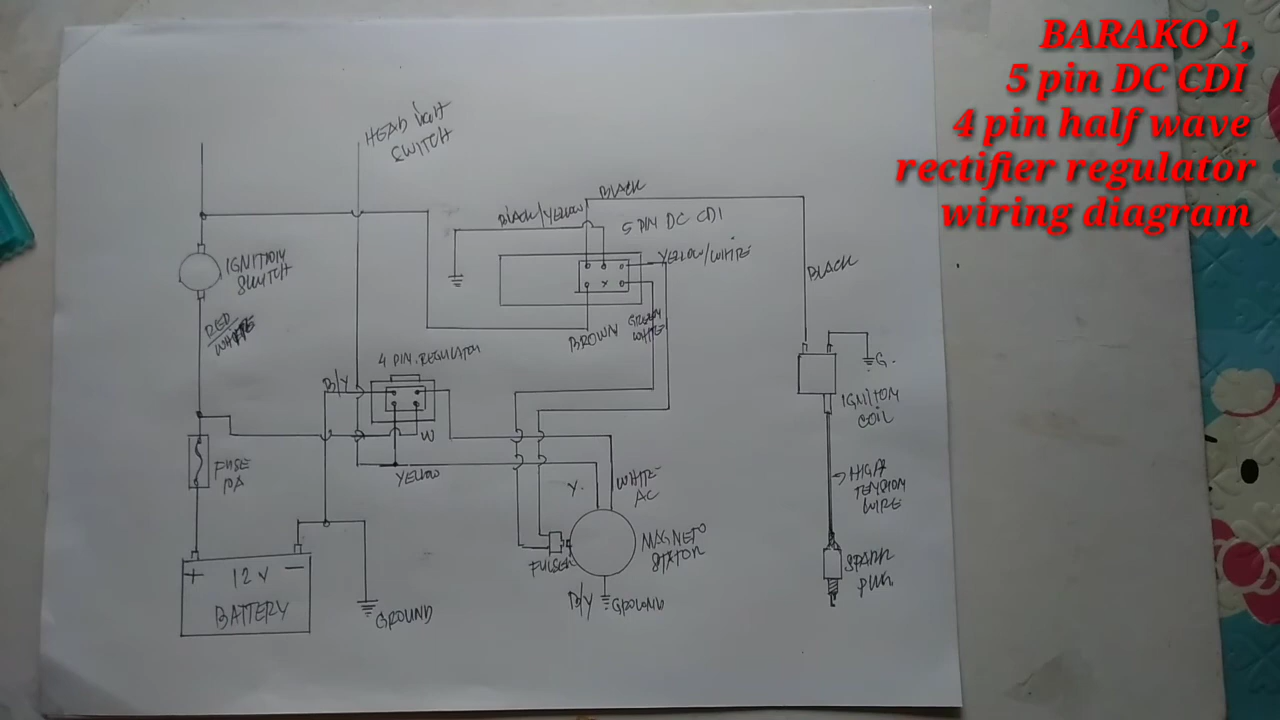 BARAKO 1,
5 pin DC CDI
4 pin half wave
rectifier regulator
wiring diagram
HEAD LIGHT
SWITCH
BLACK
BLACK/YELLOW
5 PIN DC CDI
YELLOW/WHITE
IGNITION
SWITCH
BLACK
RED/
WHITE
BROWN
GREEN
WHITE
4 PIN. REGULATOR
B/Y
G.
IGNITION
COIL
W
FUSE
YELLOW
Y.
WHITE
AC
HIGH
TENSION
WIRE
PULSER
MAGNETO
STATOR
SPARK
PLUG
+ 12 V −
BATTERY
GROUND
B/Y
GROUND